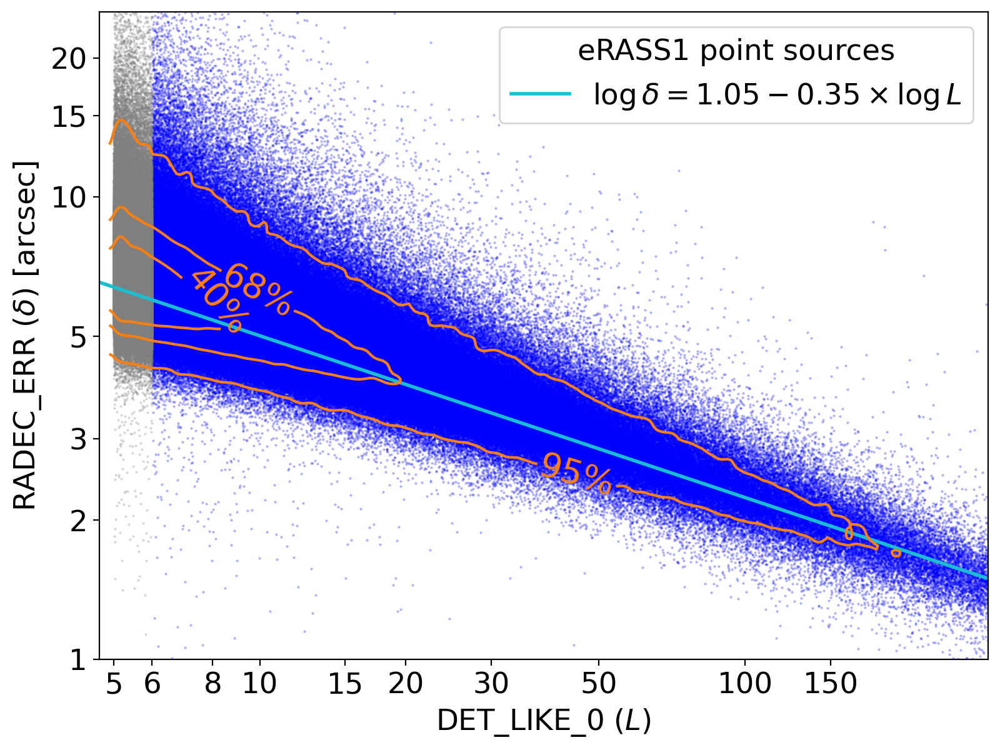 eRASS1 point sources
log δ = 1.05 − 0.35 × log L
RADEC_ERR (δ) [arcsec]
20
15
10
5
3
2
1
68%
40%
95%
5 6 8 10 15 20 30 50 100 150
DET_LIKE_0 (L)